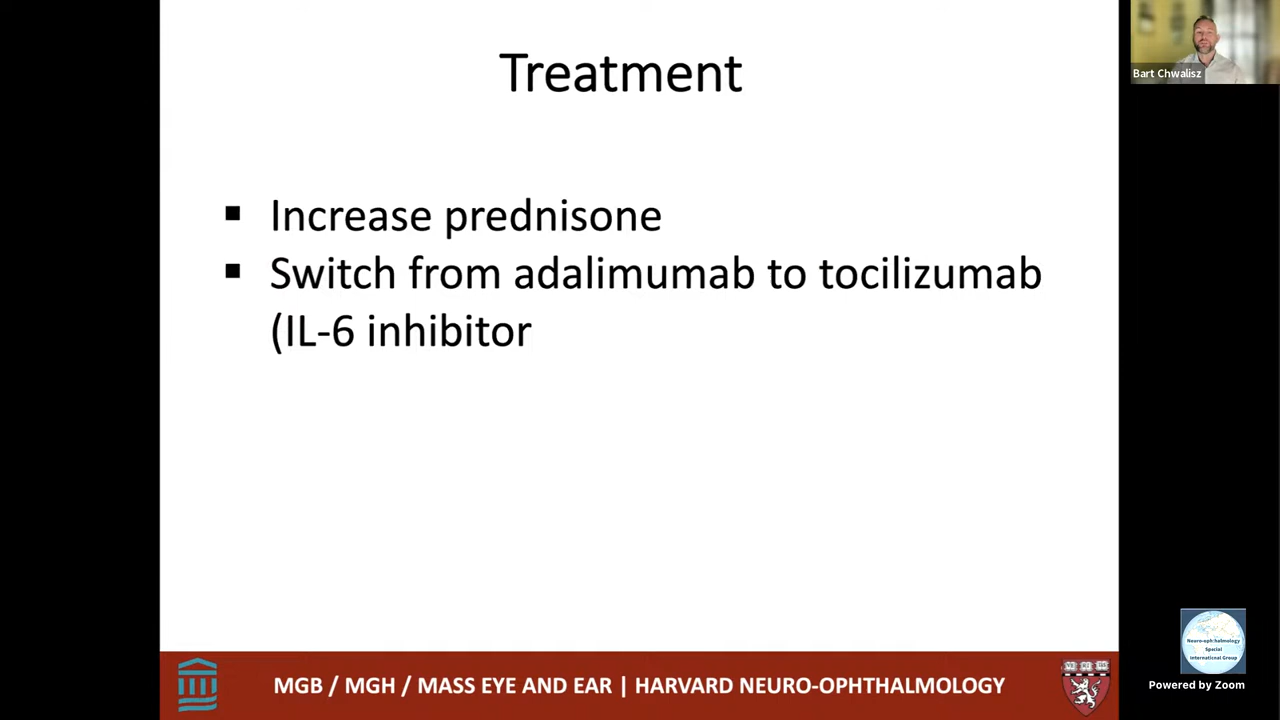 Treatment
Bart Chwalisz
▪ Increase prednisone
▪ Switch from adalimumab to tocilizumab
(IL-6 inhibitor
Neuro-ophthalmology
Special
International Group
Powered by Zoom
MGB / MGH / MASS EYE AND EAR | HARVARD NEURO-OPHTHALMOLOGY